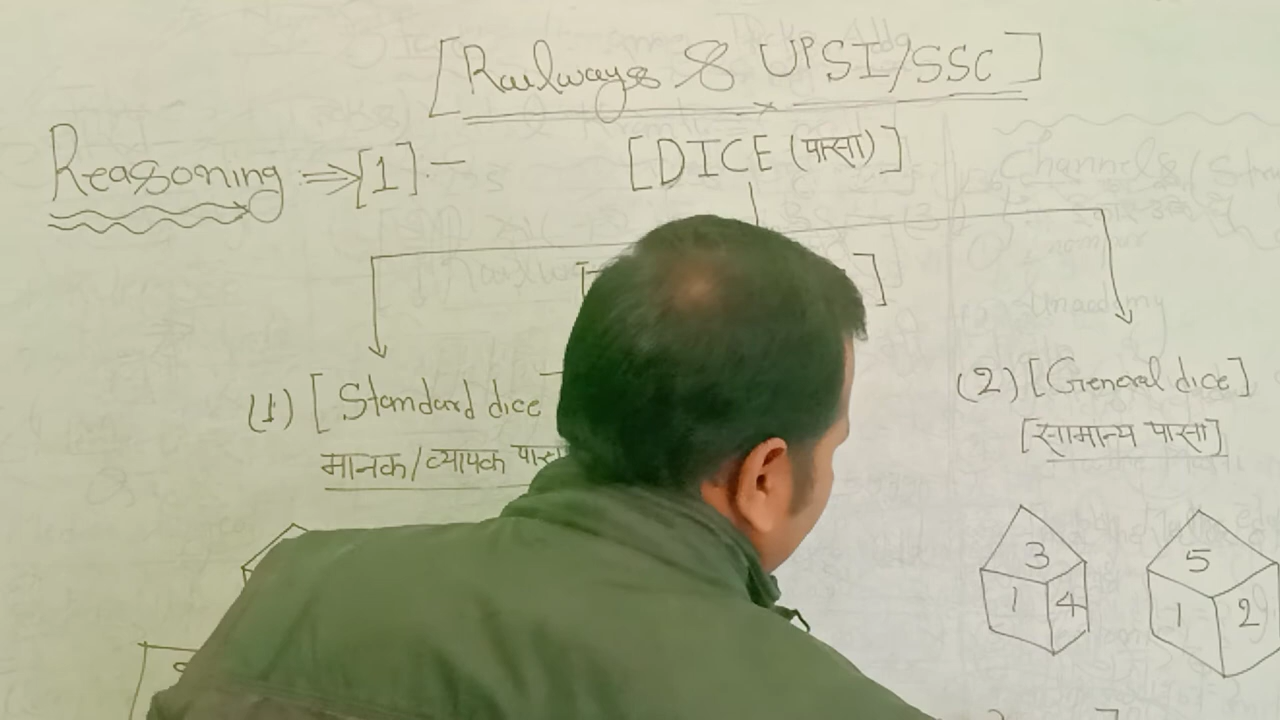 [Railways & UPSI/SSC]
Reasoning ⇒ [1] -
[DICE (पासा)]
(1) [Standard dice
मानक/व्यापक पासा
(2) [General dice]
[सामान्य पासा]
3
1 4
5
1 2